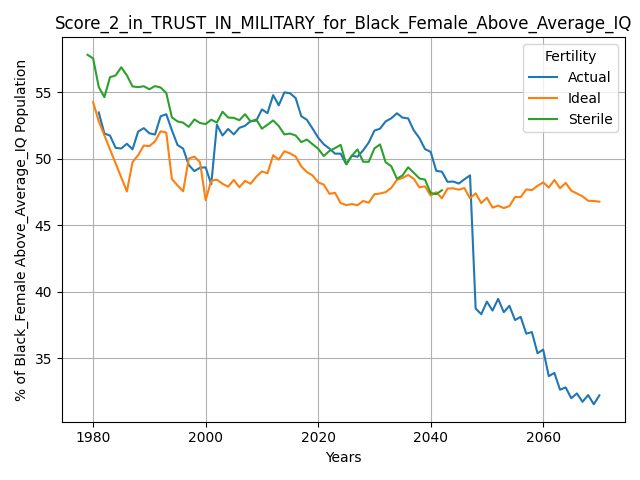 Score_2_in_TRUST_IN_MILITARY_for_Black_Female_Above_Average_IQ
% of Black_Female Above_Average_IQ Population
55
50
45
40
35
Fertility
Actual
Ideal
Sterile
1980
2000
2020
2040
2060
Years